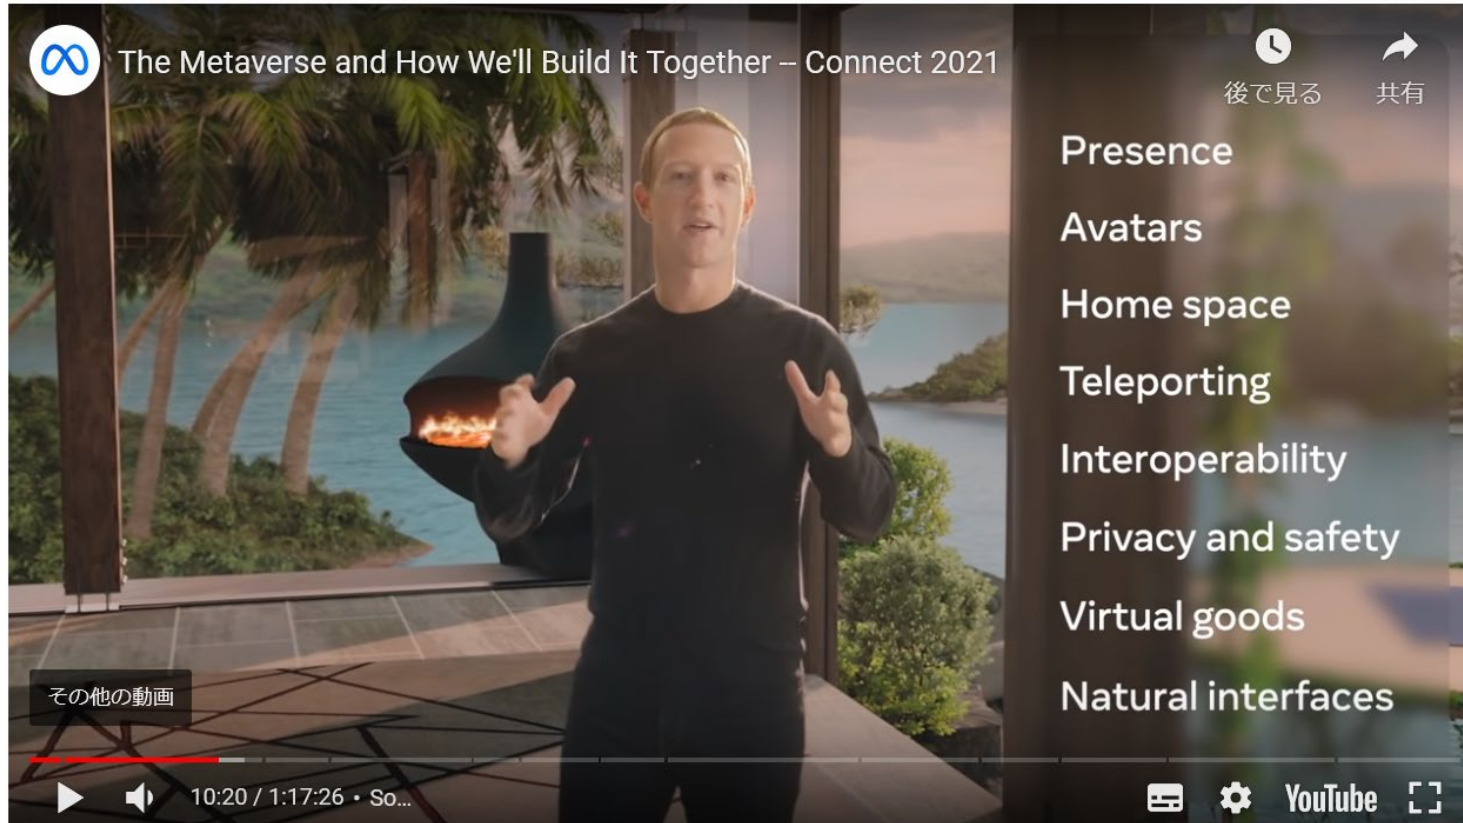 The Metaverse and How We'll Build It Together -- Connect 2021
後で見る
共有
Presence
Avatars
Home space
Teleporting
Interoperability
Privacy and safety
Virtual goods
Natural interfaces
その他の動画
10:20 / 1:17:26 • So...
YouTube